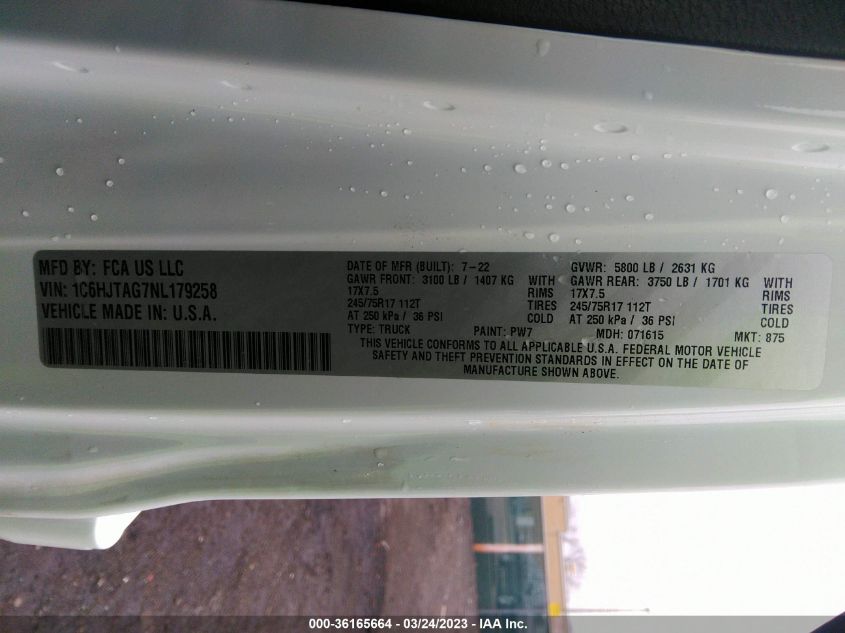 MFD BY: FCA US LLC
VIN: 1C6HJTAG7NL179258
VEHICLE MADE IN: U.S.A.
DATE OF MFR (BUILT): 7-22
GAWR FRONT: 3100 LB / 1407 KG WITH
17X7.5 RIMS
245/75R17 112T TIRES
AT 250 kPa / 36 PSI COLD
TYPE: TRUCK PAINT: PW7
GVWR: 5800 LB / 2631 KG
GAWR REAR: 3750 LB / 1701 KG WITH
17X7.5 RIMS
245/75R17 112T TIRES
AT 250 kPa / 36 PSI COLD
MDH: 071615 MKT: 875
THIS VEHICLE CONFORMS TO ALL APPLICABLE U.S.A. FEDERAL MOTOR VEHICLE
SAFETY AND THEFT PREVENTION STANDARDS IN EFFECT ON THE DATE OF
MANUFACTURE SHOWN ABOVE.
000-36165664 - 03/24/2023 - IAA Inc.